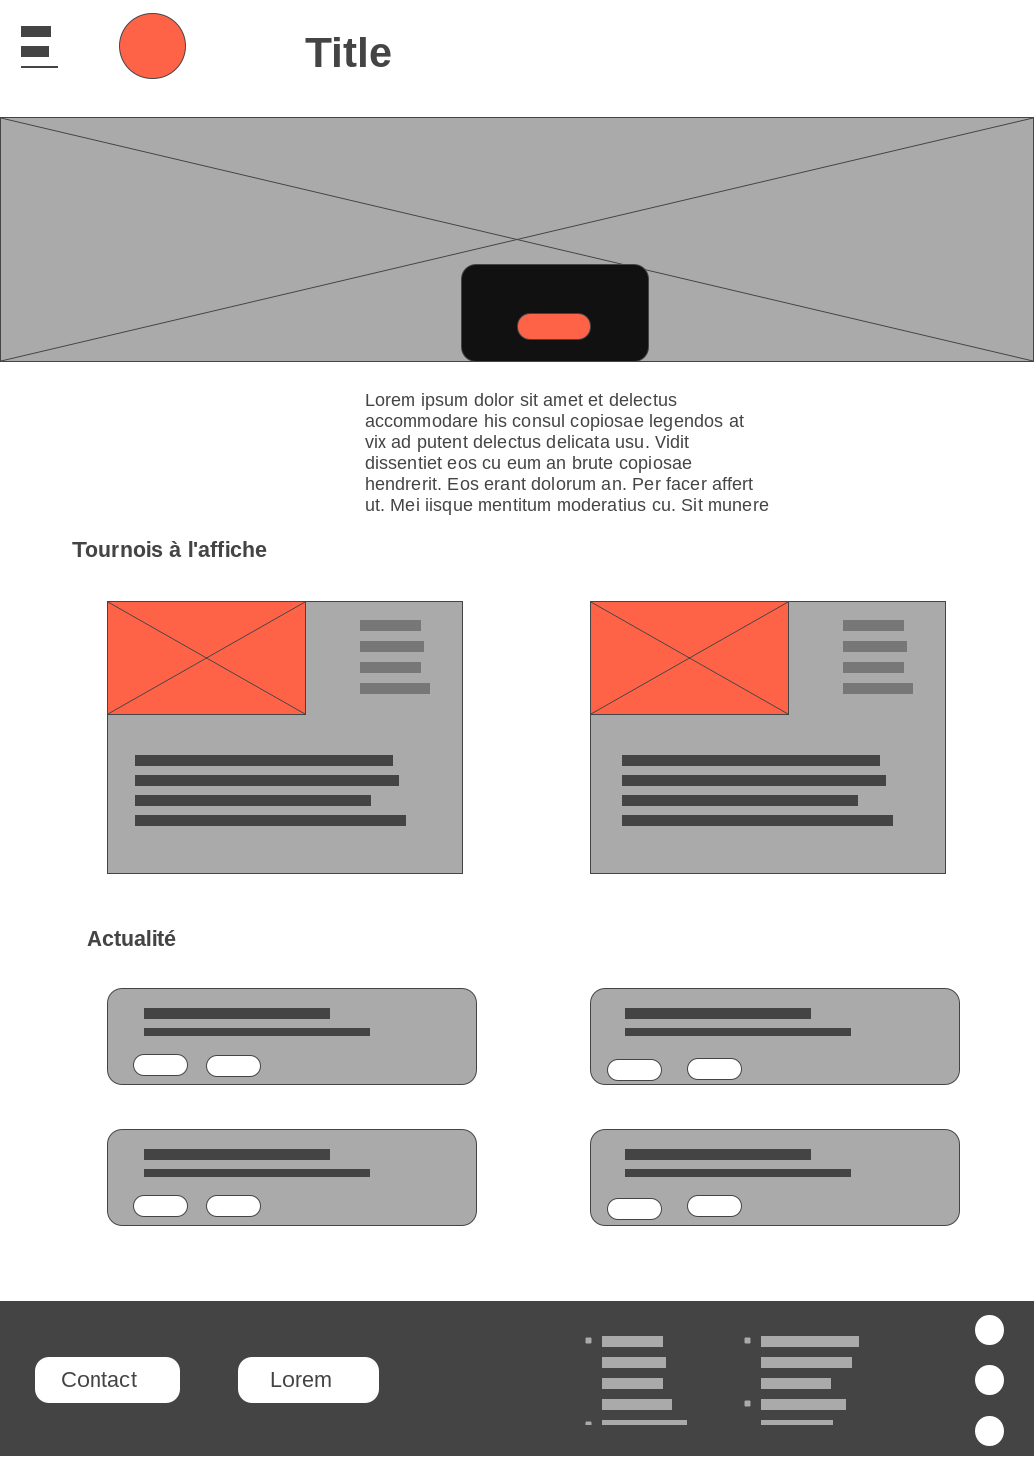 Title
Lorem ipsum dolor sit amet et delectus
accommodare his consul copiosae legendos at
vix ad putent delectus delicata usu. Vidit
dissentiet eos cu eum an brute copiosae
hendrerit. Eos erant dolorum an. Per facer affert
ut. Mei iisque mentitum moderatius cu. Sit munere
Tournois à l'affiche
Actualité
Contact
Lorem